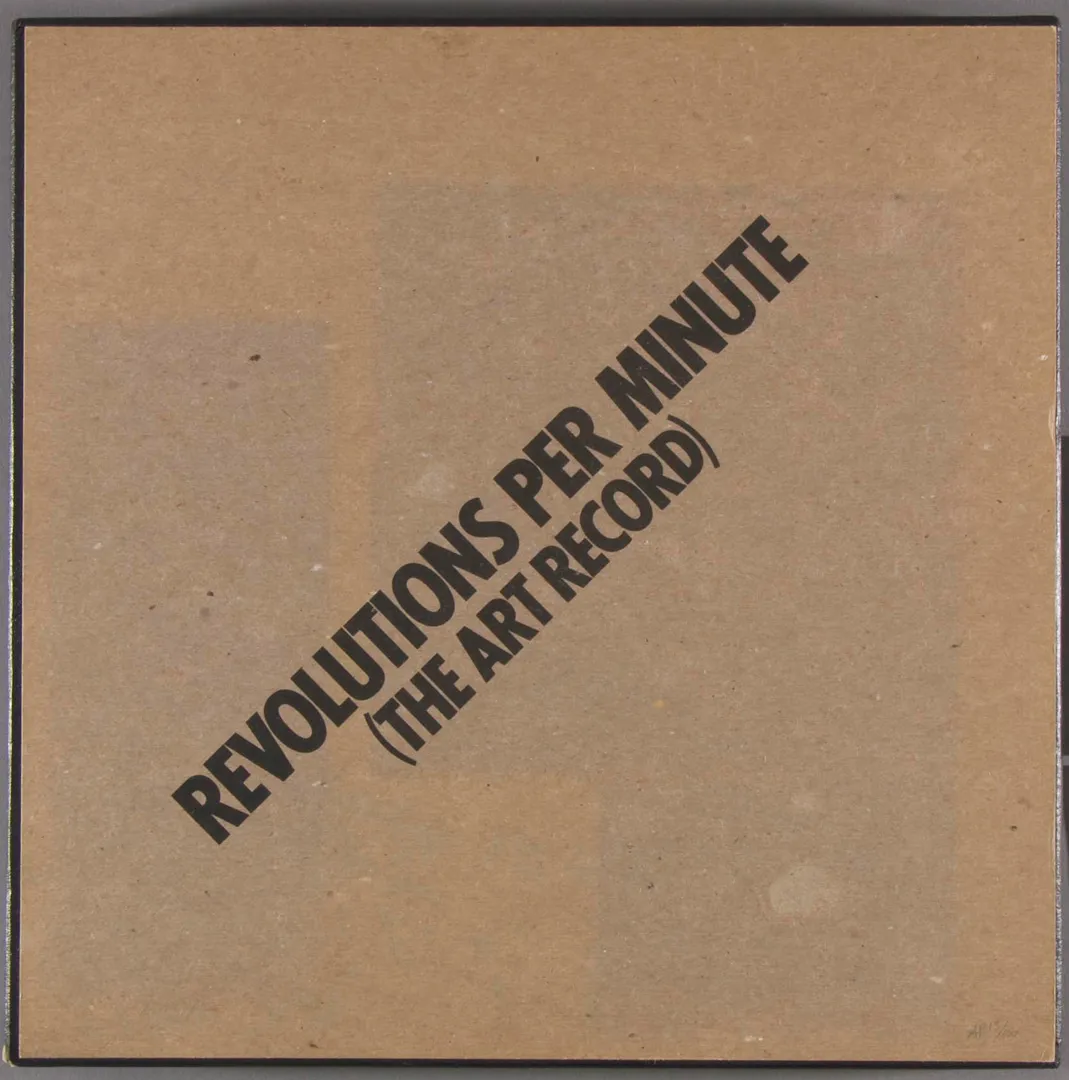 REVOLUTIONS PER MINUTE
(THE ART RECORD)